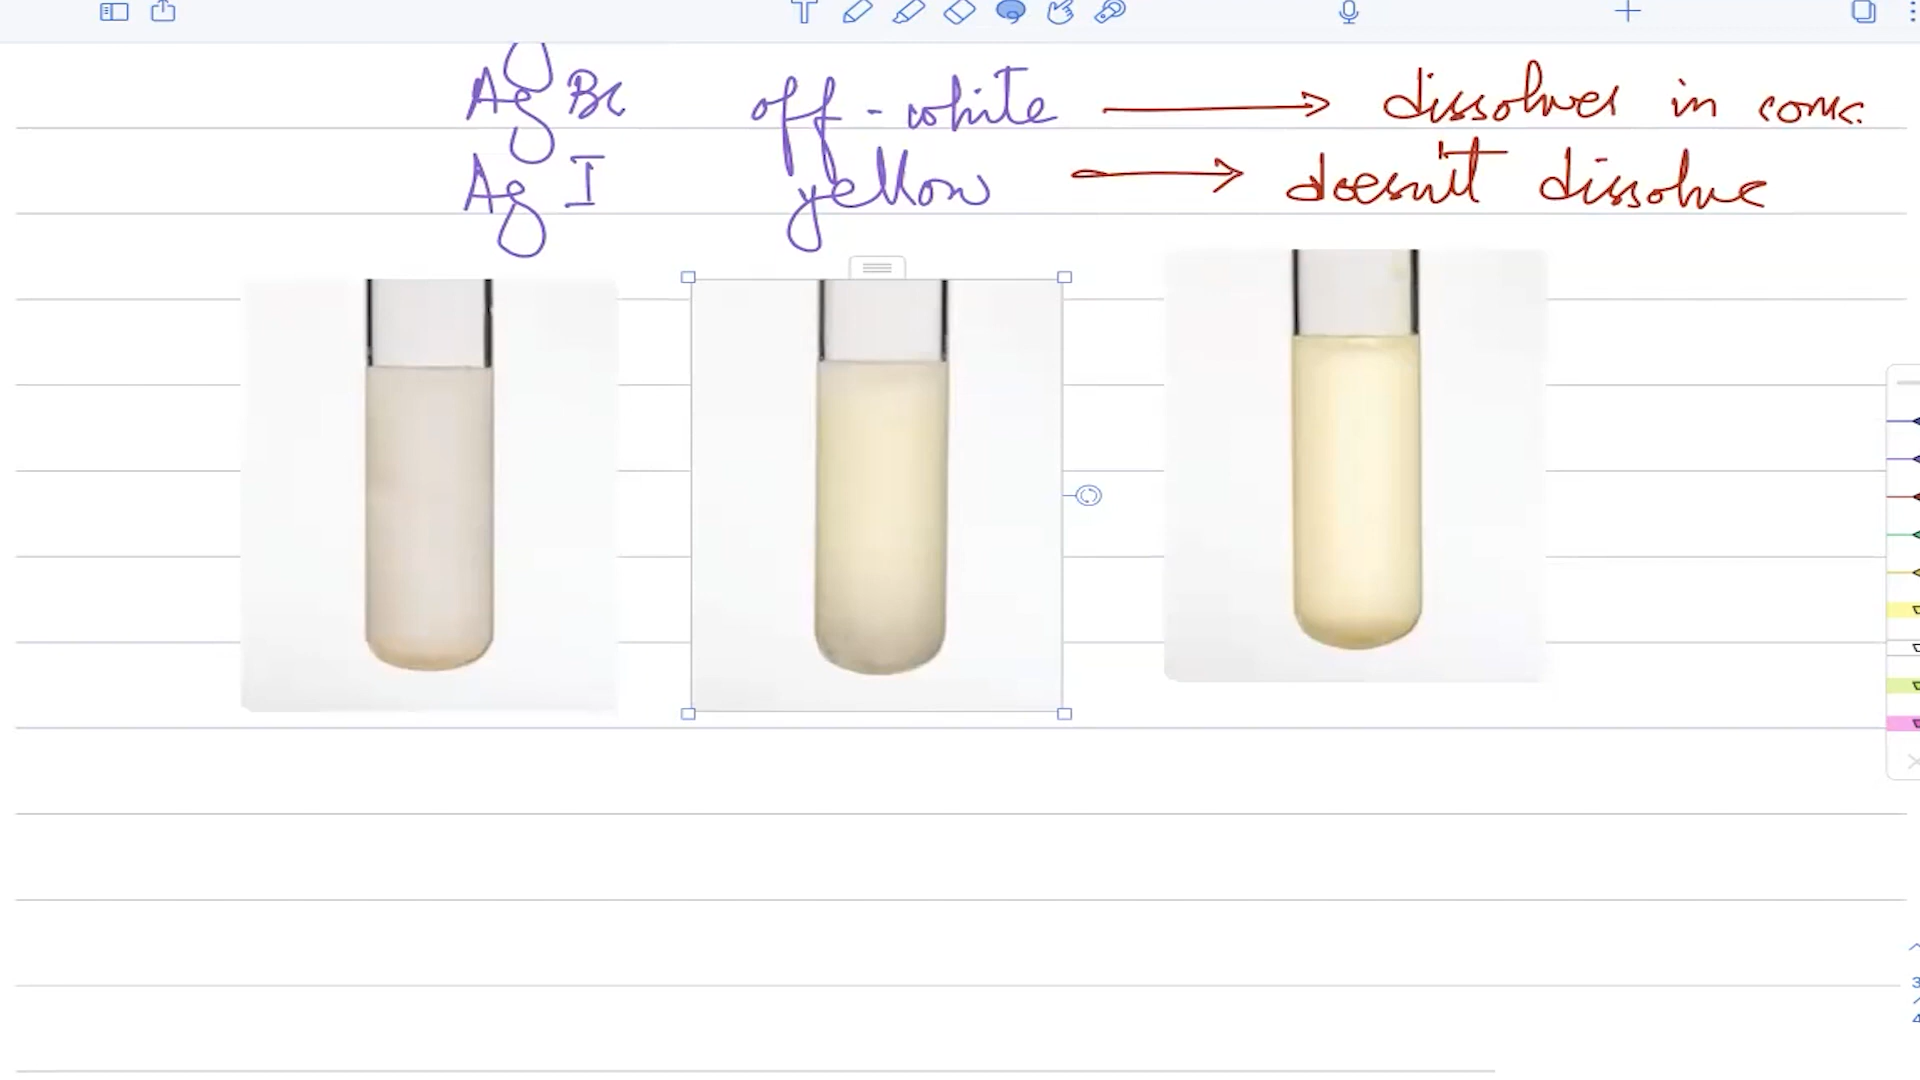 AgBr off-white → dissolves in conc.
AgI yellow → doesn't dissolve